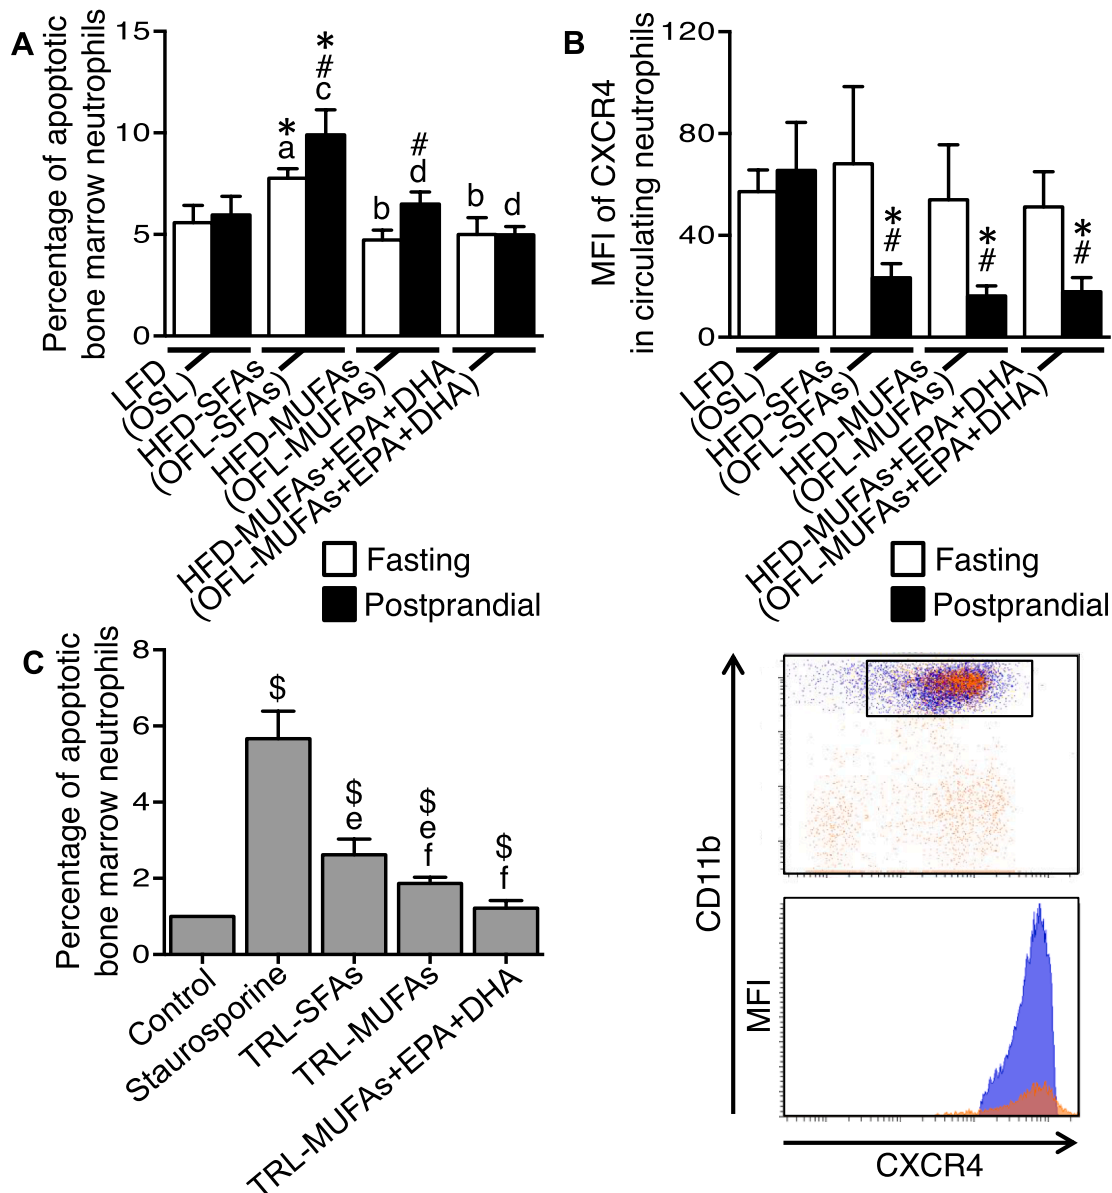 A
Percentage of apoptotic
bone marrow neutrophils
15
10
5
0
*
a
*
#
c
b
#
d
b
d
LFD
(OSL)
HFD-SFAs
(OFL-SFAs)
HFD-MUFAs
(OFL-MUFAs)
HFD-MUFAs+EPA+DHA
(OFL-MUFAs+EPA+DHA)
Fasting
Postprandial
B
MFI of CXCR4
in circulating neutrophils
120
80
40
0
*
#
*
#
*
#
LFD
(OSL)
HFD-SFAs
(OFL-SFAs)
HFD-MUFAs
(OFL-MUFAs)
HFD-MUFAs+EPA+DHA
(OFL-MUFAs+EPA+DHA)
Fasting
Postprandial
C
Percentage of apoptotic
bone marrow neutrophils
8
6
4
2
0
$
$
e
$
e
f
$
f
Control
Staurosporine
TRL-SFAs
TRL-MUFAs
TRL-MUFAs+EPA+DHA
CD11b
MFI
CXCR4